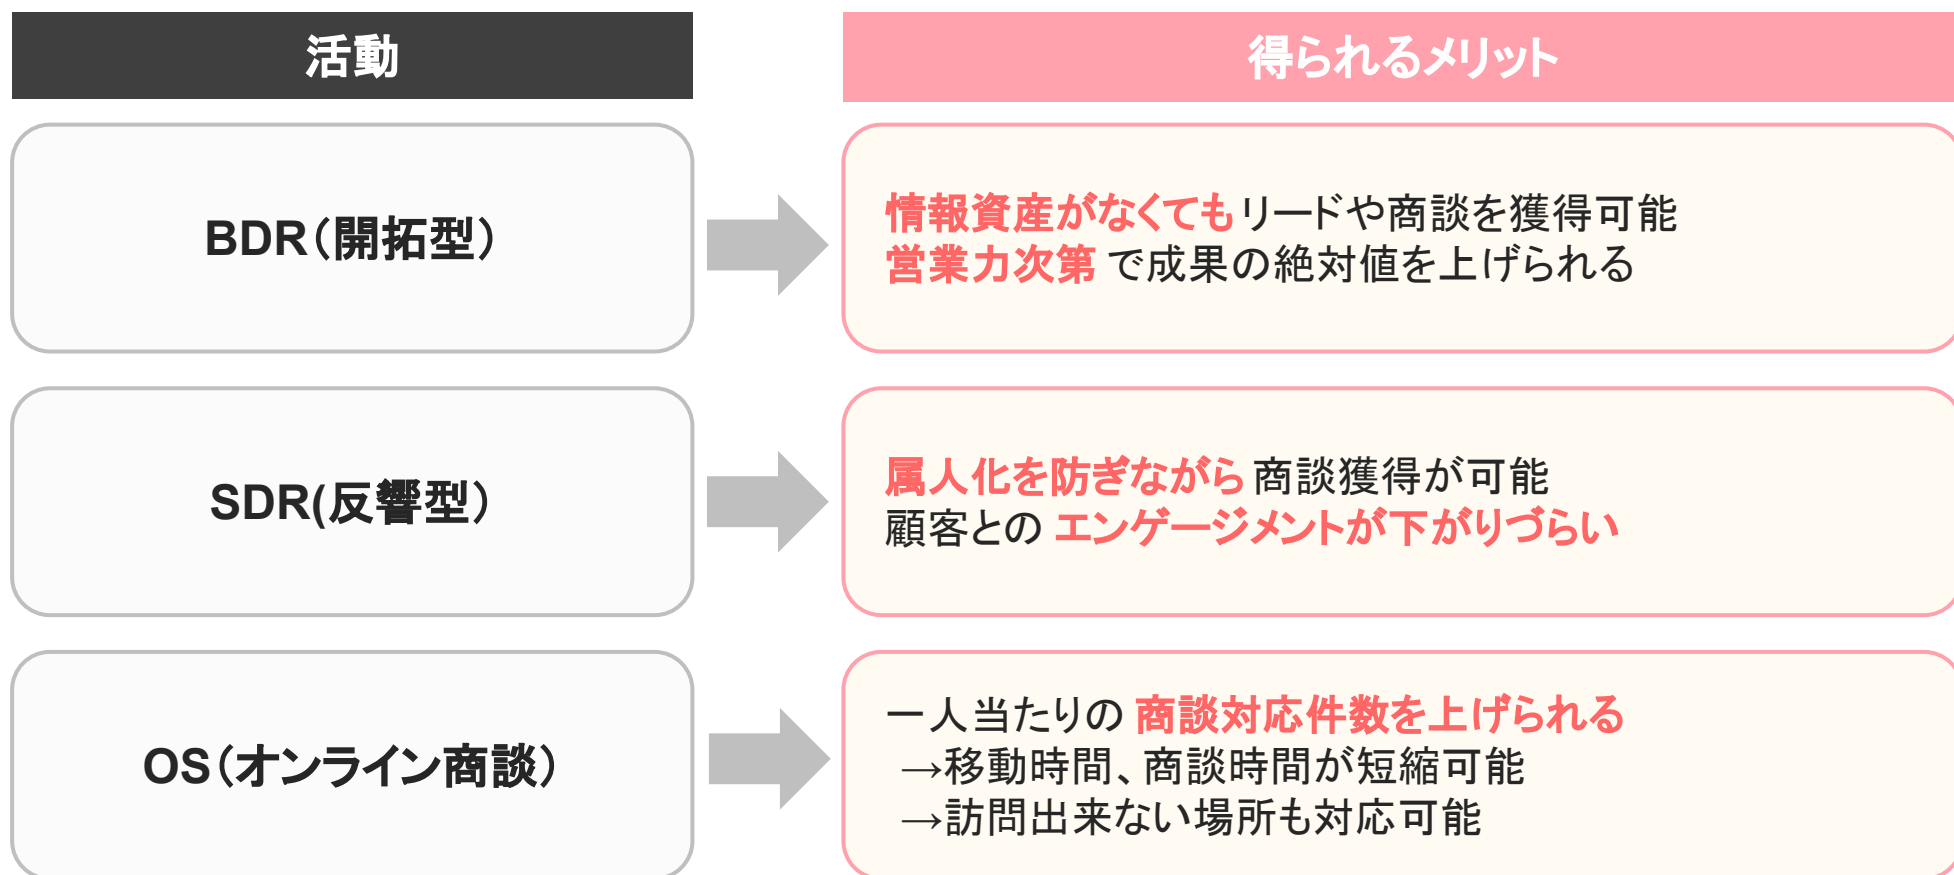 活動
得られるメリット
BDR（開拓型）
情報資産がなくてもリードや商談を獲得可能
営業力次第で成果の絶対値を上げられる
SDR(反響型）
属人化を防ぎながら商談獲得が可能
顧客とのエンゲージメントが下がりづらい
OS（オンライン商談）
一人当たりの商談対応件数を上げられる
→移動時間、商談時間が短縮可能
→訪問出来ない場所も対応可能